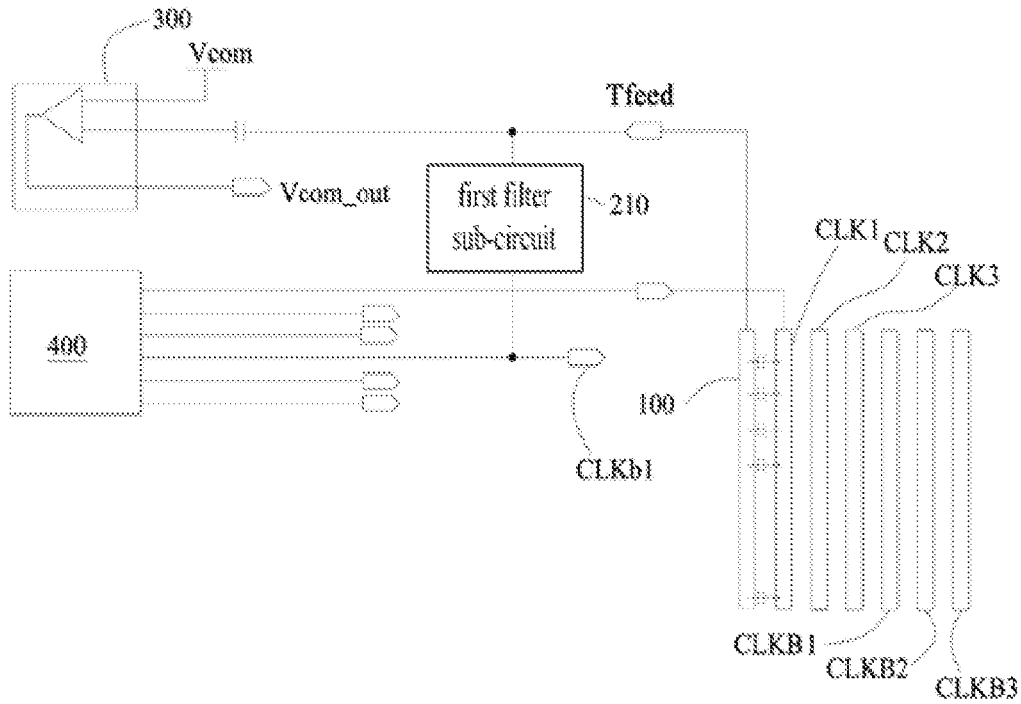 300
Vcom
Tfeed
Vcom_out
first filter
sub-circuit
210
CLK1
CLK2
CLK3
400
100
CLKb1
CLKB1
CLKB2
CLKB3